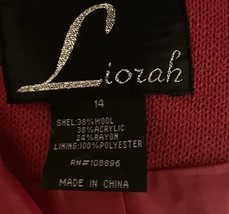 Liorah
14
SHEL: 38% WOOL
38% ACRYLIC
24% RAYON
LINING: 100% POLYESTER
RN# 108896
MADE IN CHINA